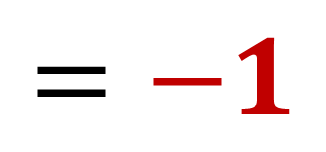 = −1